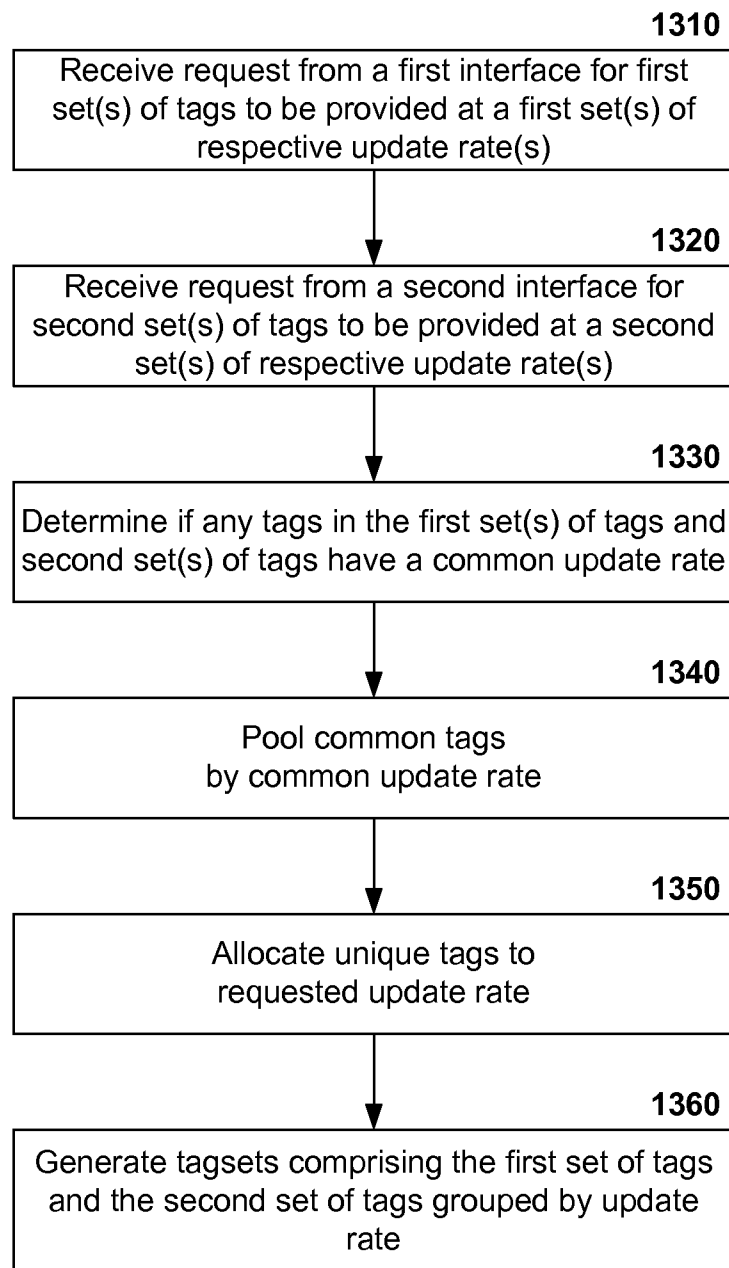 1310
Receive request from a first interface for first
set(s) of tags to be provided at a first set(s) of
respective update rate(s)
1320
Receive request from a second interface for
second set(s) of tags to be provided at a second
set(s) of respective update rate(s)
1330
Determine if any tags in the first set(s) of tags and
second set(s) of tags have a common update rate
1340
Pool common tags
by common update rate
1350
Allocate unique tags to
requested update rate
1360
Generate tagsets comprising the first set of tags
and the second set of tags grouped by update
rate